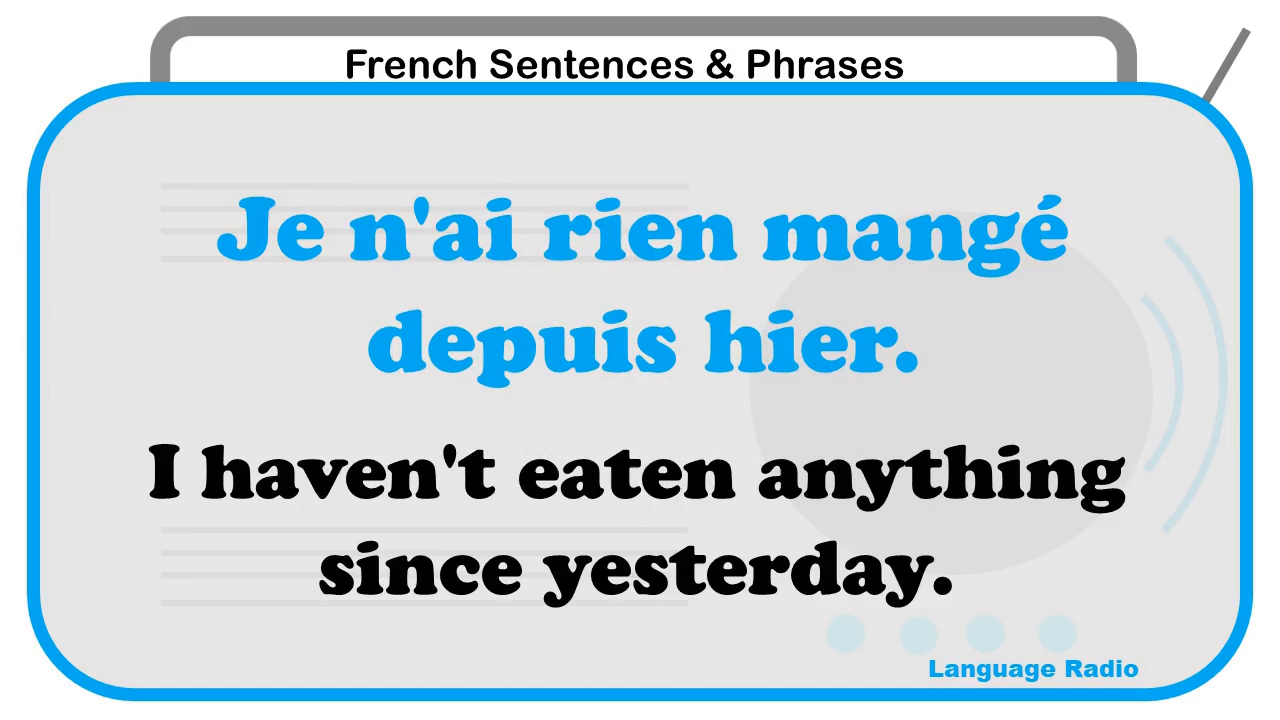 French Sentences & Phrases
Je n'ai rien mangé
depuis hier.
I haven't eaten anything
since yesterday.
Language Radio